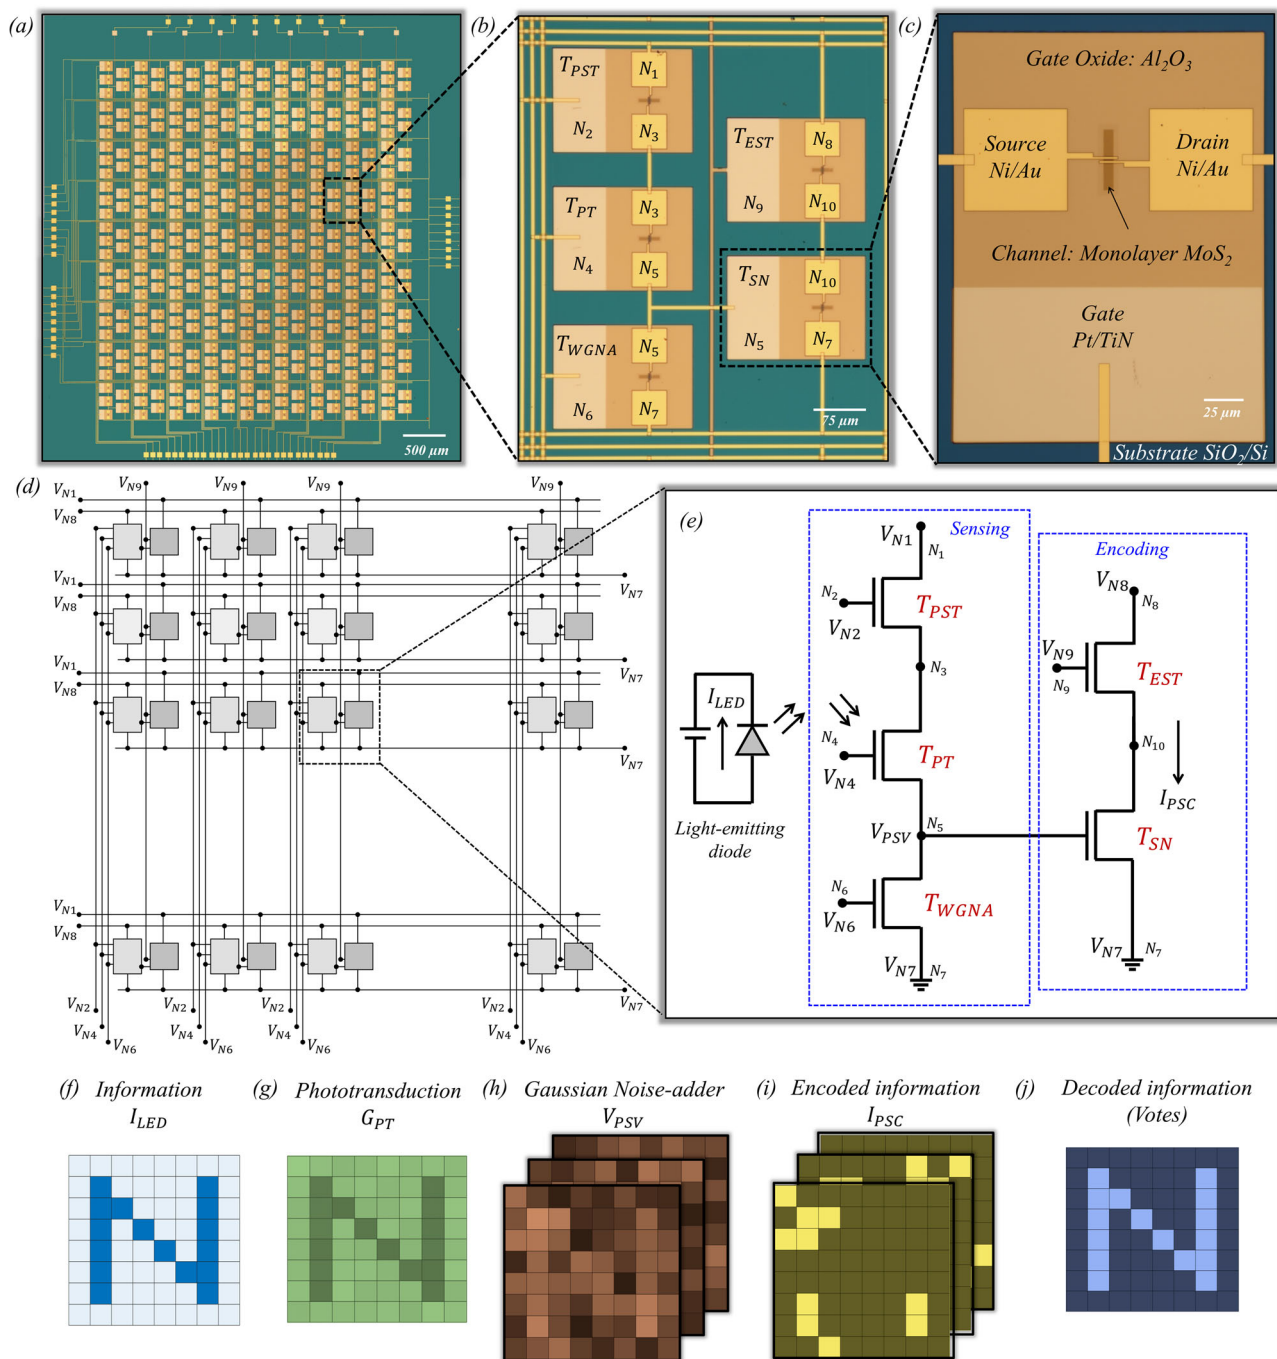 (a)
500 μm
(b)
T_PST
N_1
N_2
N_3
T_PT
N_3
N_4
N_5
T_WGNA
N_5
N_6
N_7
T_EST
N_8
N_9
N_10
T_SN
N_10
N_5
N_7
75 μm
(c)
Gate Oxide: Al₂O₃
Source
Ni/Au
Drain
Ni/Au
Channel: Monolayer MoS₂
Gate
Pt/TiN
25 μm
Substrate SiO₂/Si
(d)
V_N9 V_N9 V_N9 V_N9
V_N1
V_N8
V_N7
V_N1
V_N8
V_N7
V_N1
V_N8
V_N7
V_N1
V_N8
V_N7
V_N2 V_N2 V_N2 V_N2
V_N4 V_N4 V_N4 V_N4
V_N6 V_N6 V_N6 V_N6
(e)
Sensing
V_N1
N_1
N_2
V_N2
T_PST
N_3
I_LED
N_4
V_N4
T_PT
Light-emitting
diode
V_PSV
N_5
N_6
V_N6
T_WGNA
V_N7
N_7
Encoding
V_N8
N_8
V_N9
N_9
T_EST
N_10
I_PSC
T_SN
V_N7
N_7
(f) Information
I_LED
(g) Phototransduction
G_PT
(h) Gaussian Noise-adder
V_PSV
(i) Encoded information
I_PSC
(j) Decoded information
(Votes)